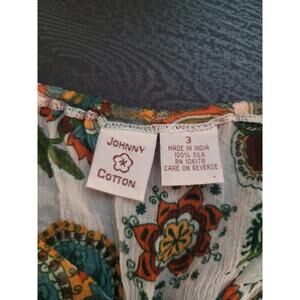 JOHNNY
COTTON
3
MADE IN INDIA
100% SILK
RN 106178
CARE ON REVERSE